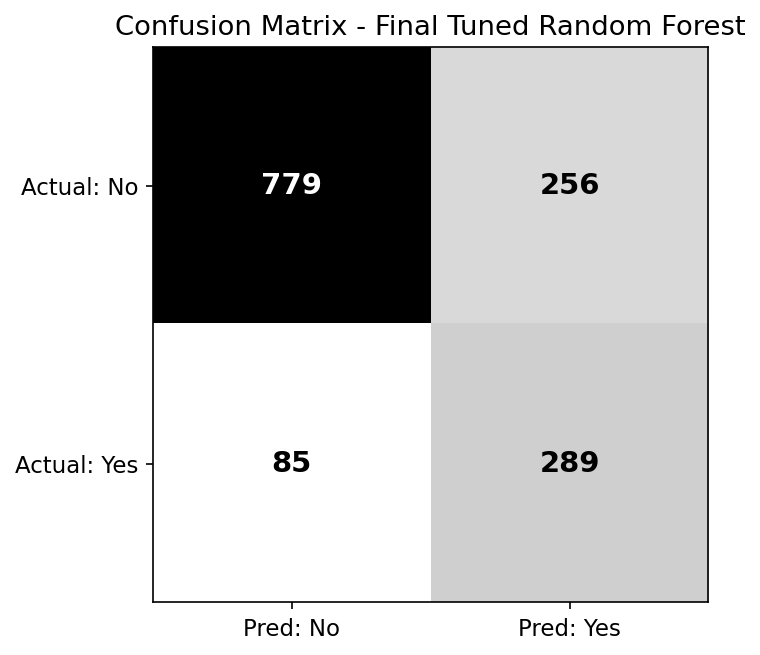 Confusion Matrix - Final Tuned Random Forest
Actual: No
779
256
Actual: Yes
85
289
Pred: No
Pred: Yes